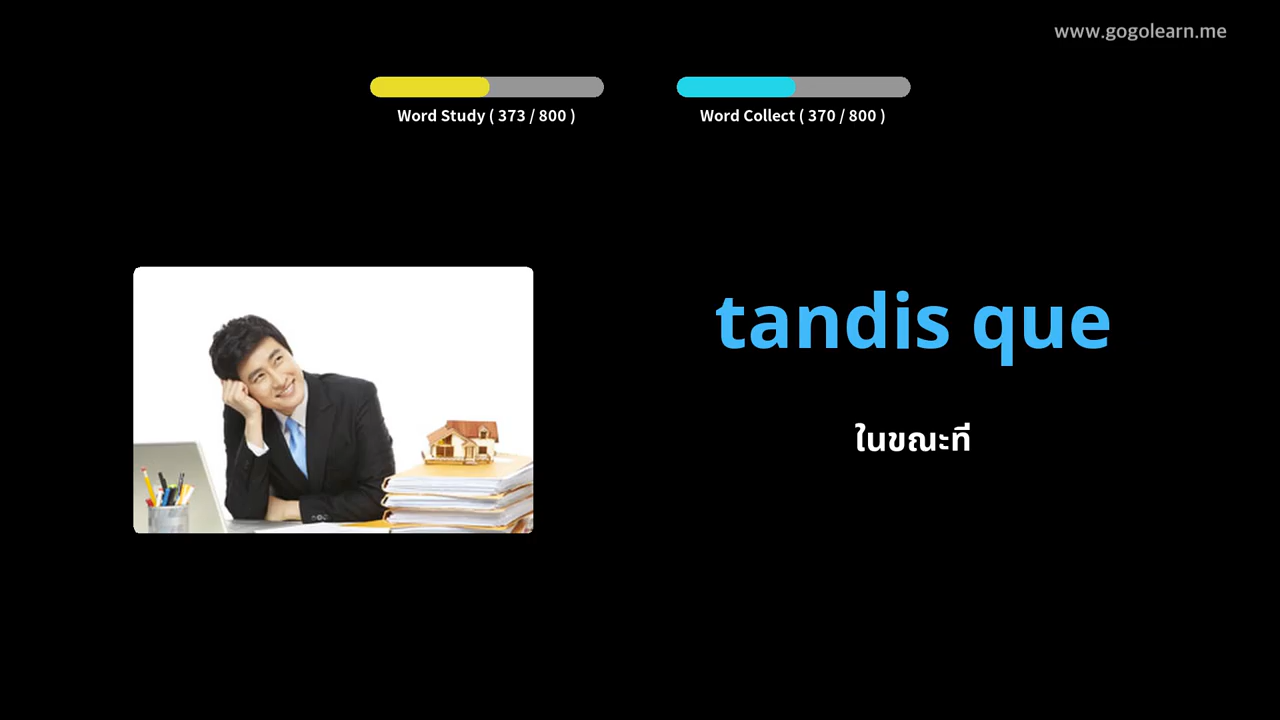 www.gogolearn.me
Word Study ( 373 / 800 )
Word Collect ( 370 / 800 )
tandis que
ในขณะที่